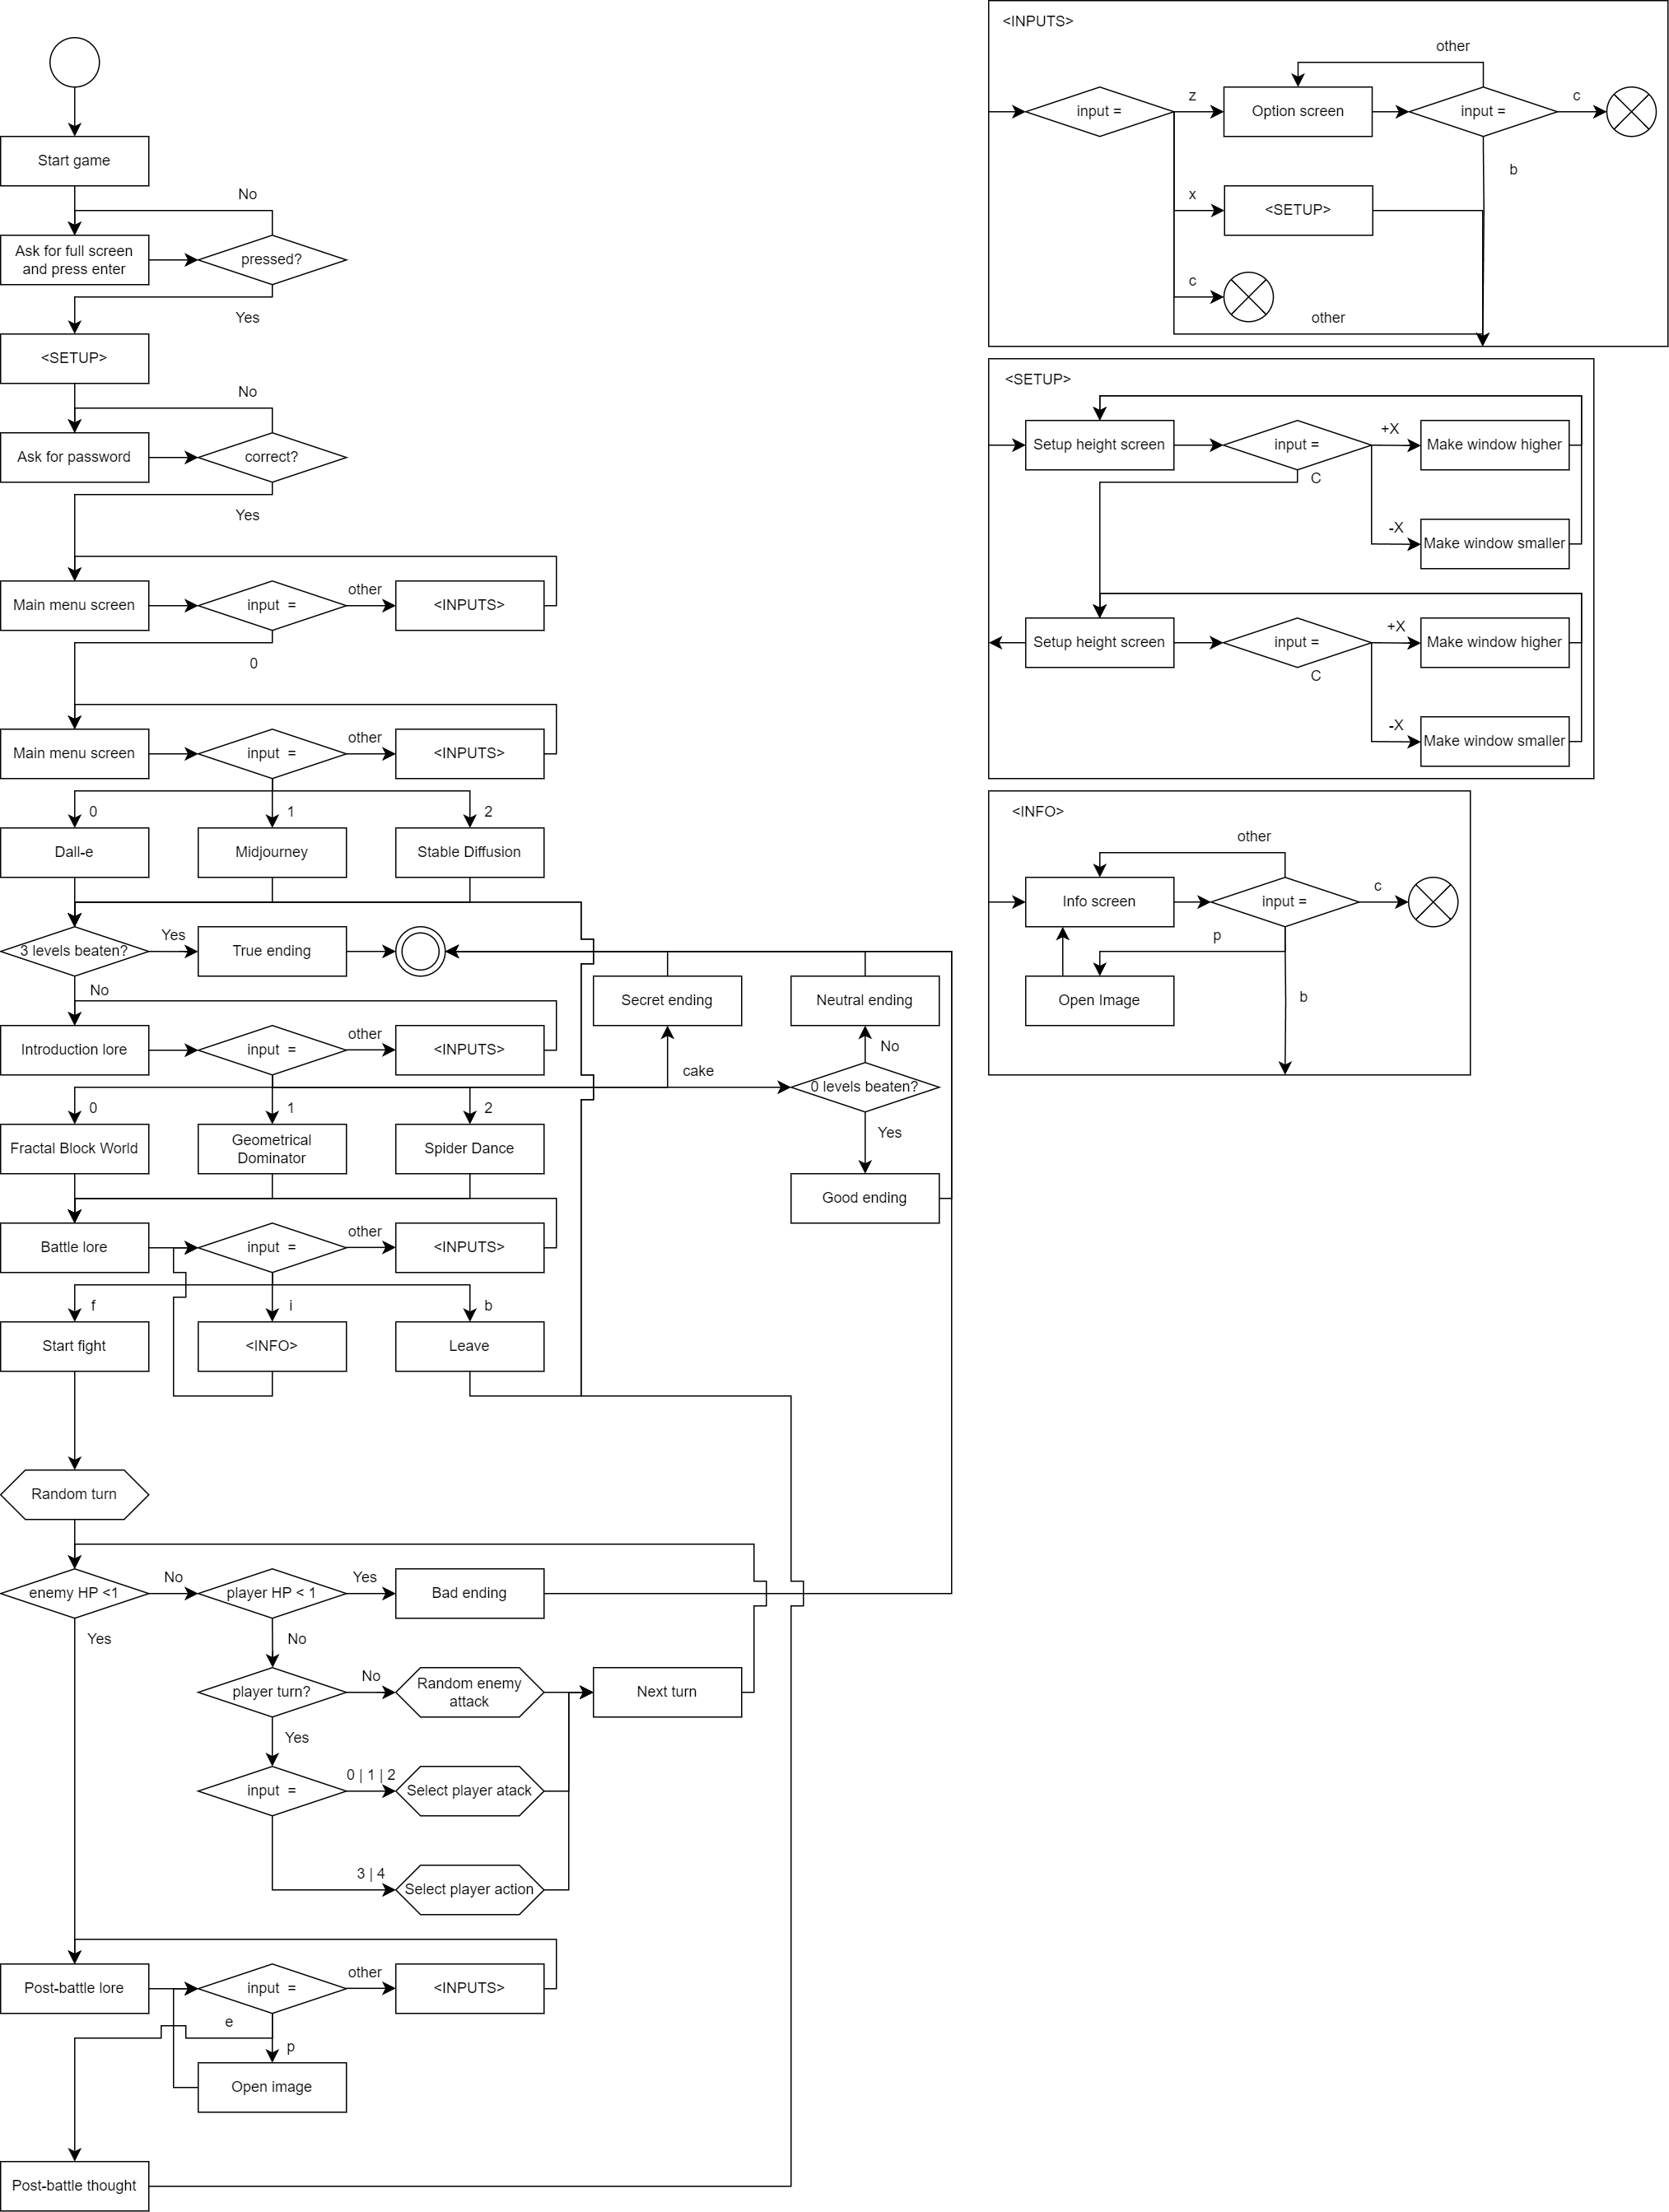 Start game
No
Ask for full screen
and press enter
pressed?
Yes
<SETUP>
No
Ask for password
correct?
Yes
Main menu screen
input  =
other
<INPUTS>
0
Main menu screen
input  =
other
<INPUTS>
0
1
2
Dall-e
Midjourney
Stable Diffusion
3 levels beaten?
Yes
True ending
No
Secret ending
Neutral ending
Introduction lore
input  =
other
<INPUTS>
No
cake
0 levels beaten?
0
1
2
Yes
Fractal Block World
Geometrical
Dominator
Spider Dance
Good ending
Battle lore
input  =
other
<INPUTS>
f
i
b
Start fight
<INFO>
Leave
Random turn
enemy HP <1
No
player HP < 1
Yes
Bad ending
Yes
No
player turn?
No
Random enemy
attack
Next turn
Yes
input  =
0 | 1 | 2
Select player atack
3 | 4
Select player action
Post-battle lore
input  =
other
<INPUTS>
e
p
Open image
Post-battle thought
<INPUTS>
other
input =
z
Option screen
input =
c
b
x
<SETUP>
c
other
<SETUP>
Setup height screen
input =
+X
Make window higher
C
-X
Make window smaller
Setup height screen
input =
+X
Make window higher
C
-X
Make window smaller
<INFO>
other
Info screen
input =
c
p
Open Image
b